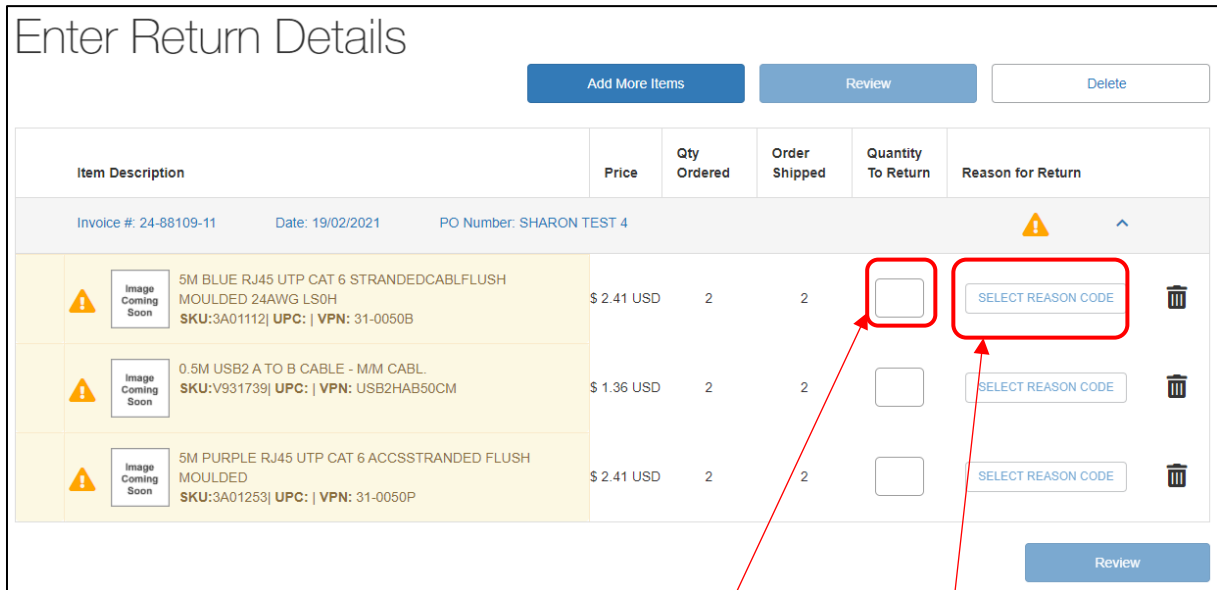 Enter Return Details
Add More Items
Review
Delete
Item Description
Price
Qty
Ordered
Order
Shipped
Quantity
To Return
Reason for Return
Invoice #: 24-88109-11 Date: 19/02/2021 PO Number: SHARON TEST 4
Image
Coming
Soon
5M BLUE RJ45 UTP CAT 6 STRANDEDCABLFLUSH
MOULDED 24AWG LS0H
SKU:3A01112| UPC: | VPN: 31-0050B
$ 2.41 USD
2
2
SELECT REASON CODE
Image
Coming
Soon
0.5M USB2 A TO B CABLE - M/M CABL.
SKU:V931739| UPC: | VPN: USB2HAB50CM
$ 1.36 USD
2
2
SELECT REASON CODE
Image
Coming
Soon
5M PURPLE RJ45 UTP CAT 6 ACCSSTRANDED FLUSH
MOULDED
SKU:3A01253| UPC: | VPN: 31-0050P
$ 2.41 USD
2
2
SELECT REASON CODE
Review